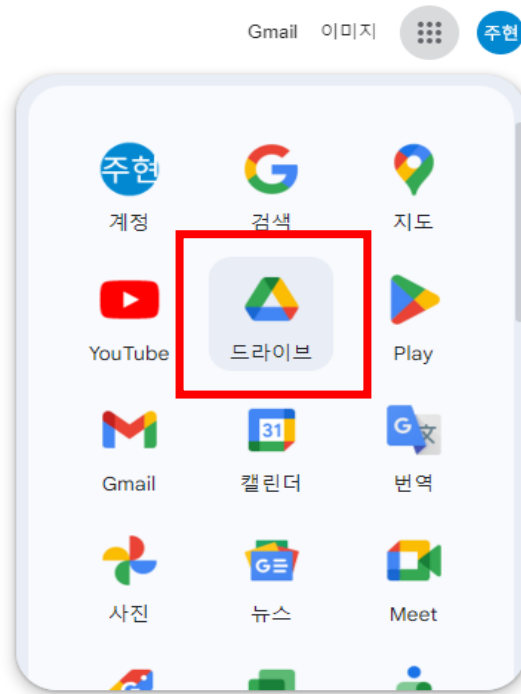 Gmail 이미지 주현
주현
계정 검색 지도
YouTube 드라이브 Play
31 G 文
Gmail 캘린더 번역
G
사진 뉴스 Meet